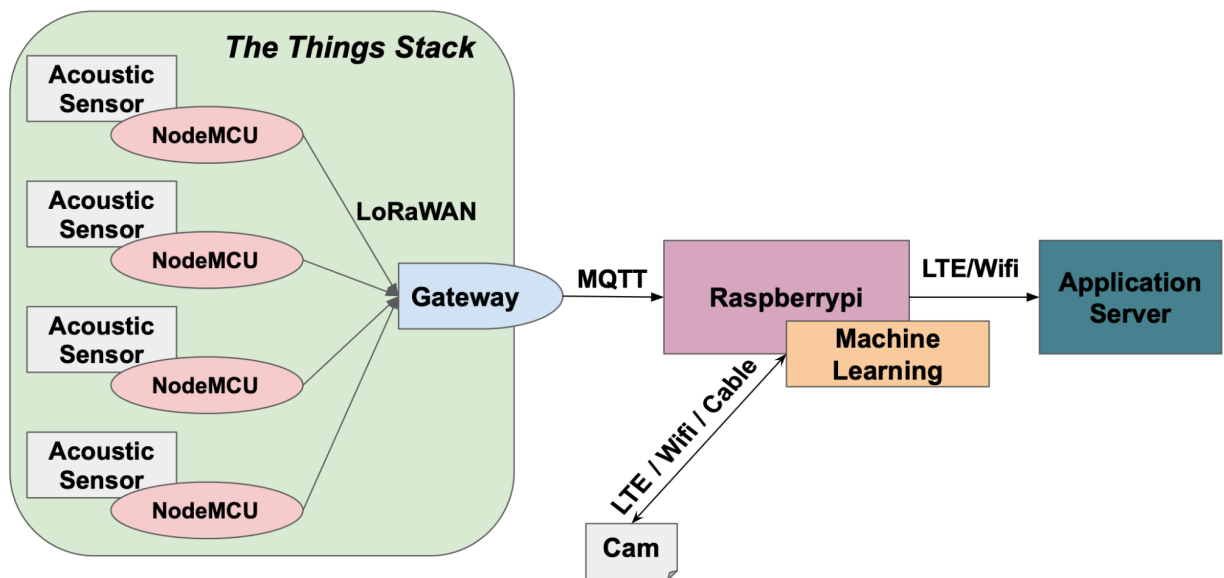 The Things Stack
Acoustic
Sensor
NodeMCU
Acoustic
Sensor
NodeMCU
Acoustic
Sensor
NodeMCU
Acoustic
Sensor
NodeMCU
LoRaWAN
Gateway
MQTT
Raspberrypi
Machine
Learning
LTE/Wifi
Application
Server
LTE / Wifi / Cable
Cam